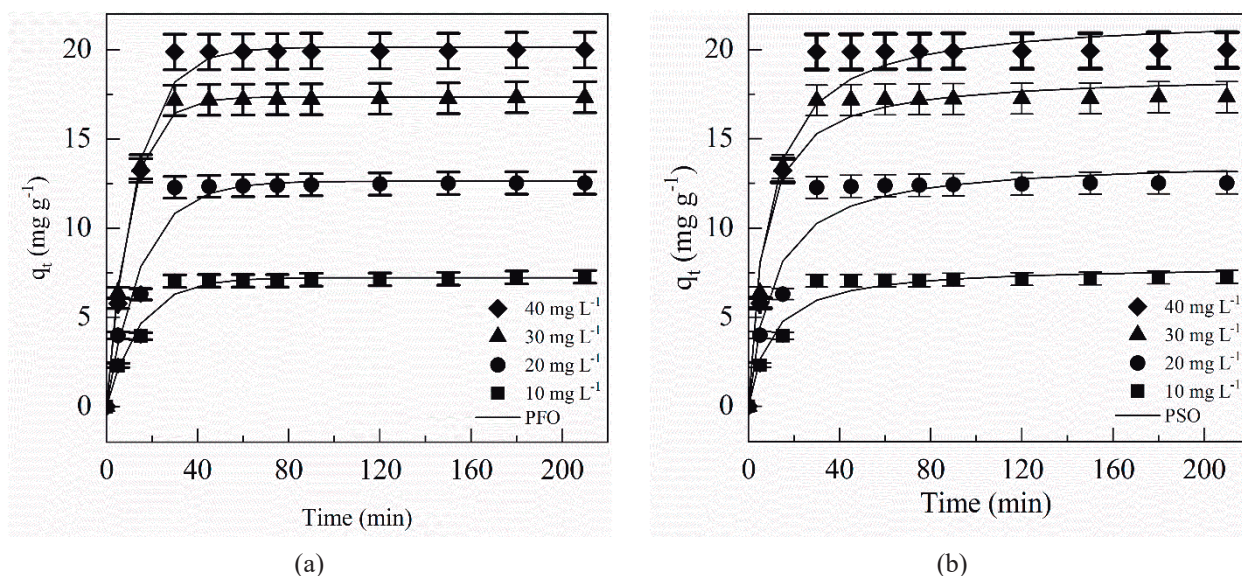 20
15
10
5
0
q_t (mg g⁻¹)
40 mg L⁻¹
30 mg L⁻¹
20 mg L⁻¹
10 mg L⁻¹
PFO
0 40 80 120 160 200
Time (min)
(a)
20
15
10
5
0
q_t (mg g⁻¹)
40 mg L⁻¹
30 mg L⁻¹
20 mg L⁻¹
10 mg L⁻¹
PSO
0 40 80 120 160 200
Time (min)
(b)